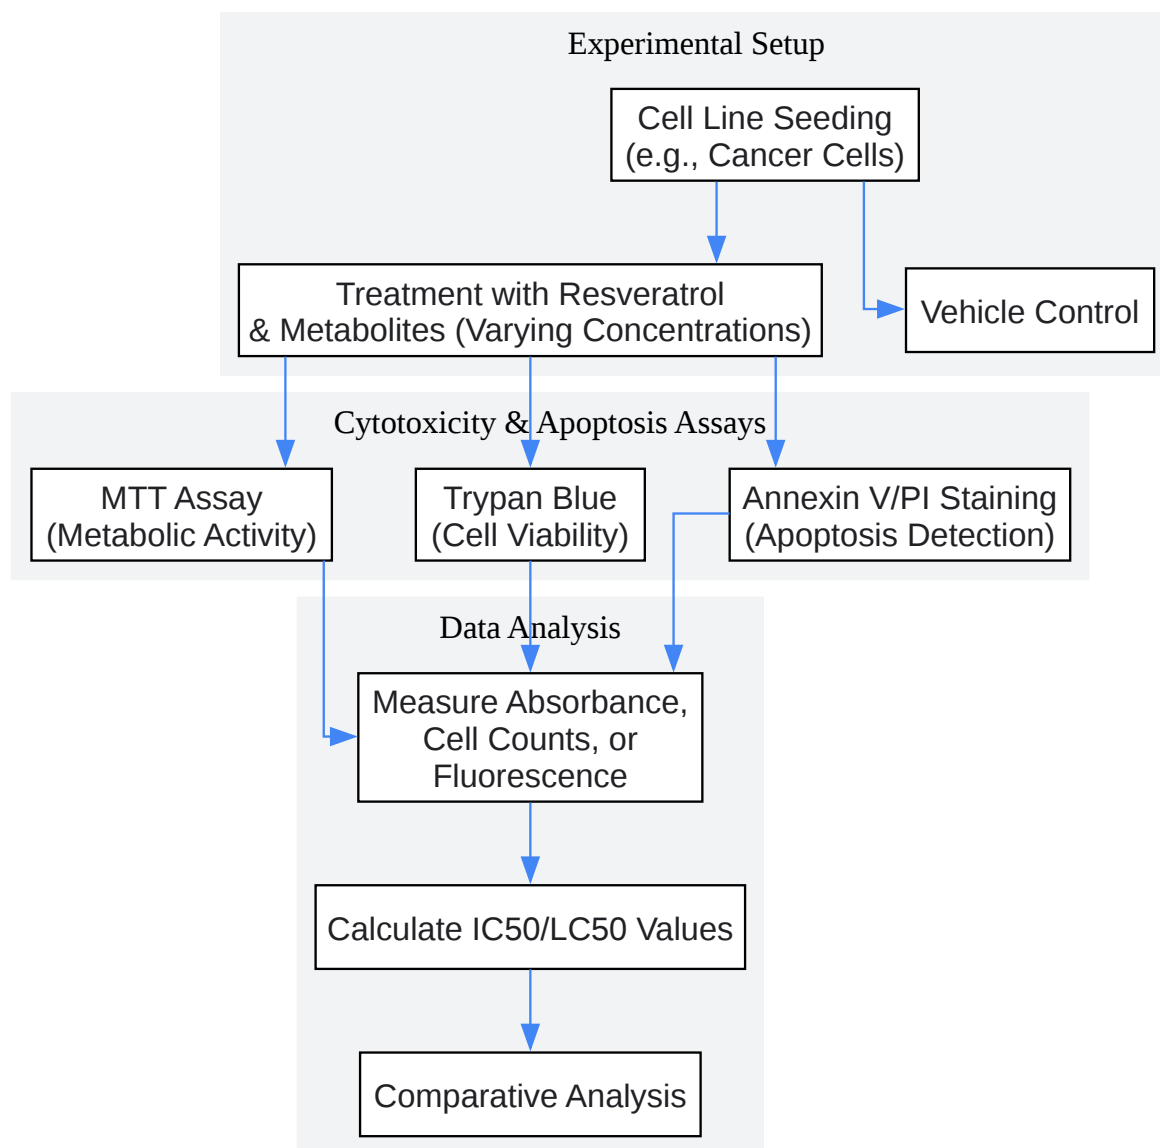 Experimental Setup
Cell Line Seeding
(e.g., Cancer Cells)
Treatment with Resveratrol
& Metabolites (Varying Concentrations)
Vehicle Control
Cytotoxicity & Apoptosis Assays
MTT Assay
(Metabolic Activity)
Trypan Blue
(Cell Viability)
Annexin V/PI Staining
(Apoptosis Detection)
Data Analysis
Measure Absorbance,
Cell Counts, or
Fluorescence
Calculate IC50/LC50 Values
Comparative Analysis